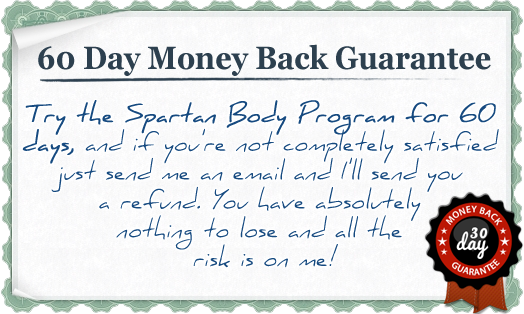 60 Day Money Back Guarantee
Try the Spartan Body Program for 60
days, and if you're not completely satisfied
just send me an email and I'll send you
a refund. You have absolutely
nothing to lose and all the
risk is on me!
MONEY BACK
30
day
GUARANTEE